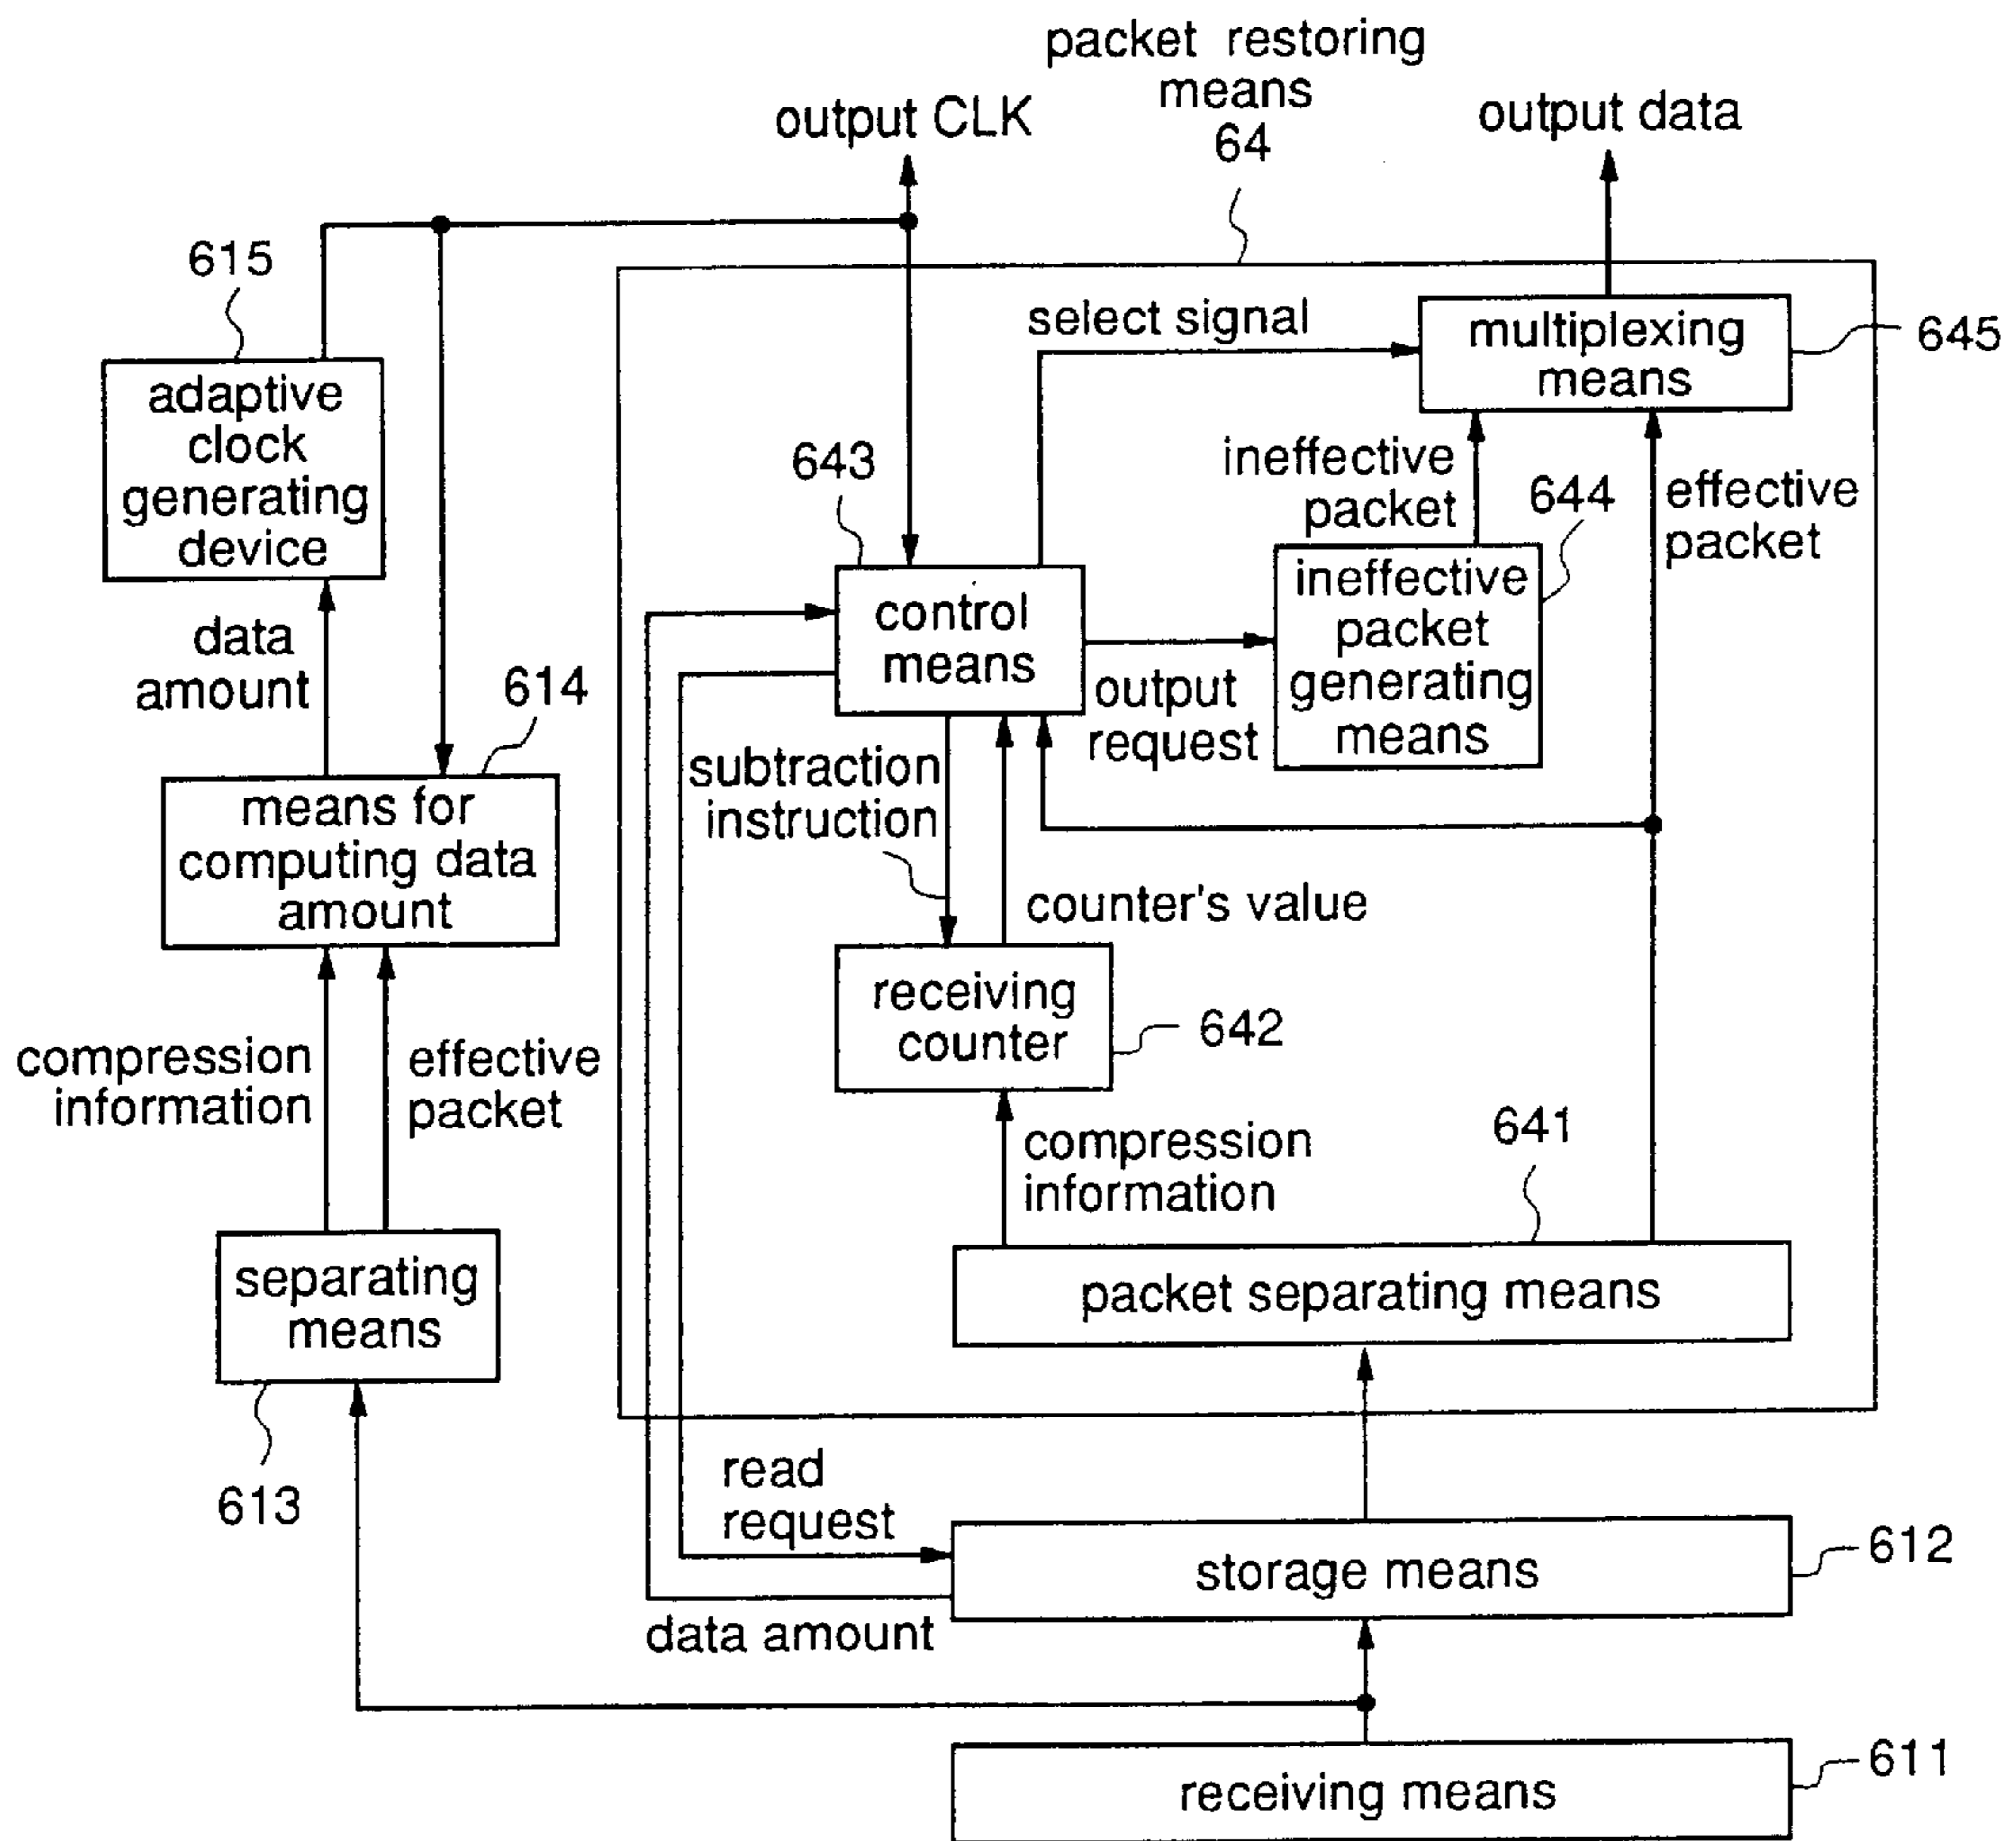 packet restoring
means
64
output CLK
output data
615
select signal
multiplexing
means
645
adaptive
clock
generating
device
643
ineffective
packet
644
effective
packet
control
means
ineffective
packet
generating
means
data
amount
output
request
614
subtraction
instruction
means for
computing data
amount
counter's value
receiving
counter
642
compression
information
effective
packet
compression
information
641
separating
means
packet separating means
613
read
request
storage means
612
data amount
receiving means
611